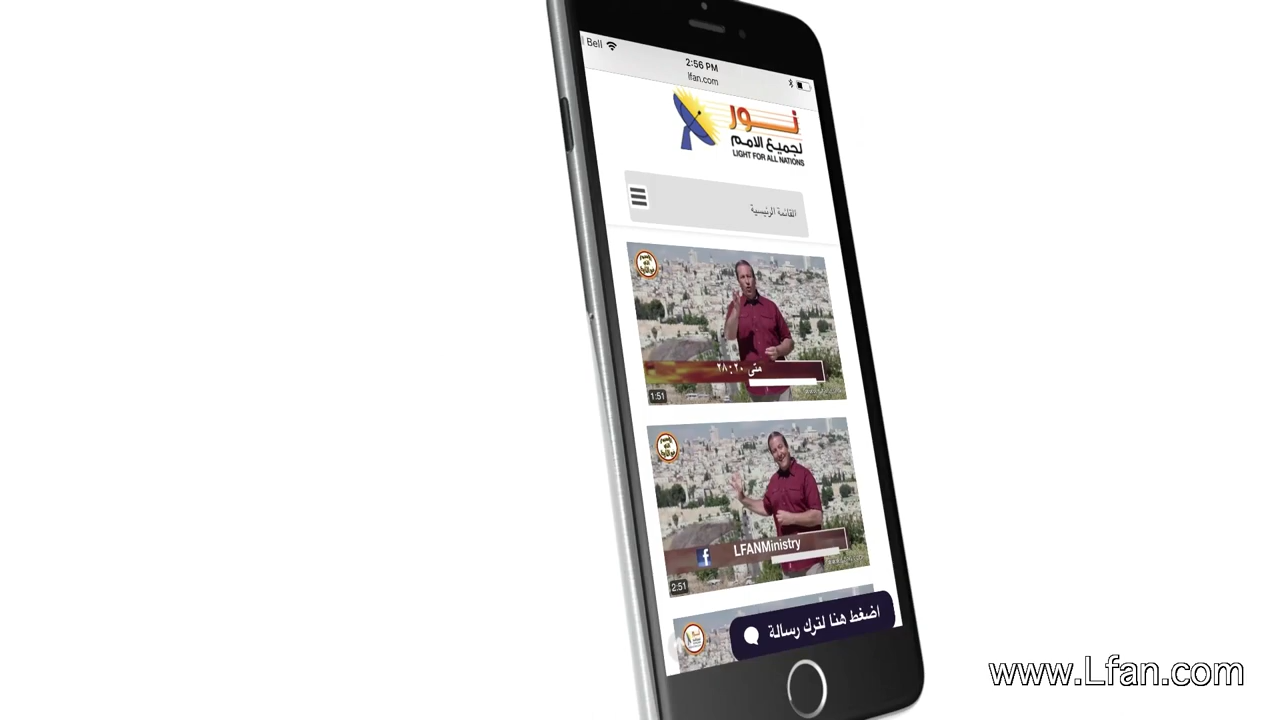 Bell
2:56 PM
lfan.com
نور
لجميع الامم
LIGHT FOR ALL NATIONS
القائمة الرئيسية
متى ٢٨:٢٠
1:51
LFANMinistry
2:51
اضغط هنا لترك رسالة
www.Lfan.com